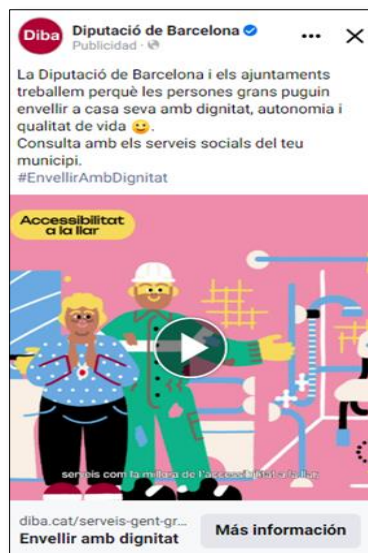 Diba
Diputació de Barcelona
Publicidad ·
La Diputació de Barcelona i els ajuntaments
treballem perquè les persones grans puguin
envellir a casa seva amb dignitat, autonomia i
qualitat de vida 😉.
Consulta amb els serveis socials del teu
municipi.
#EnvellirAmbDignitat
Accessibilitat
a la llar
serveis com la millora de l'accessibilitat a la llar,
diba.cat/serveis-gent-gr...
Envellir amb dignitat
Más información